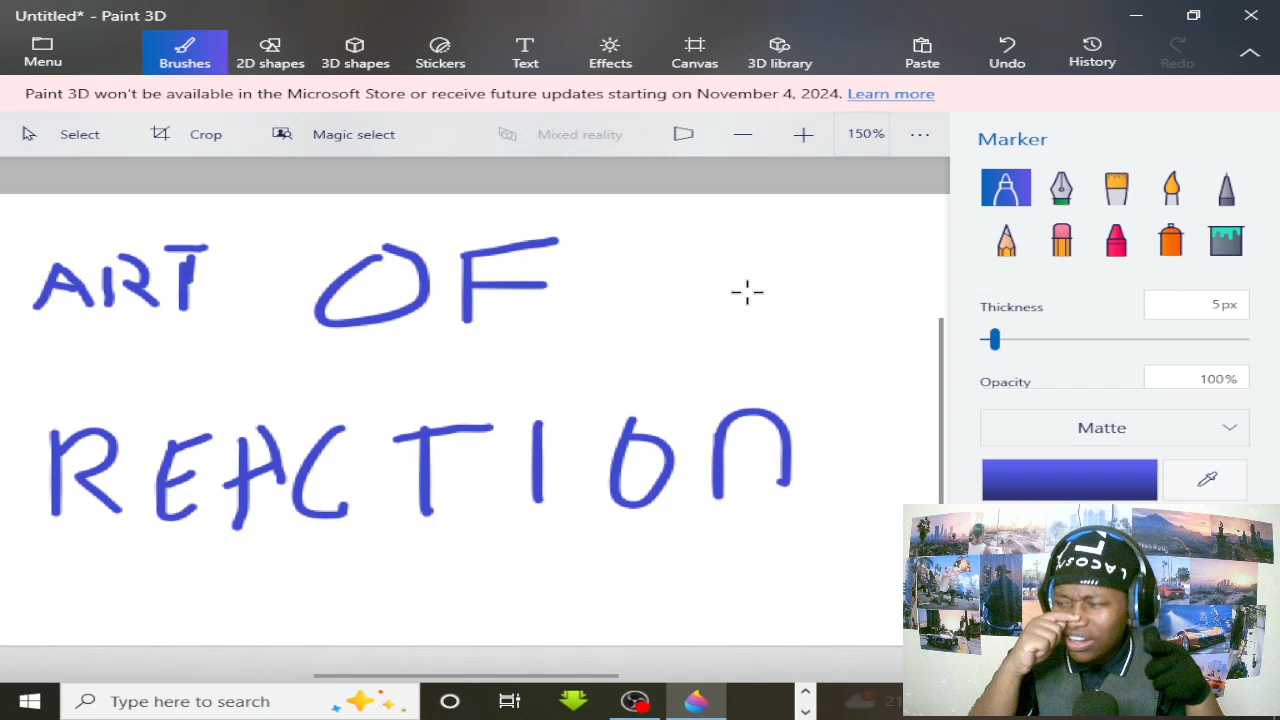 Untitled* - Paint 3D
Menu Brushes 2D shapes 3D shapes Stickers Text Effects Canvas 3D library Paste Undo History Redo
Paint 3D won't be available in the Microsoft Store or receive future updates starting on November 4, 2024. Learn more
Select Crop Magic select Mixed reality 150%
Marker
Thickness 5px
Opacity 100%
Matte
ART OF
REACTION
LACOS
Type here to search
21